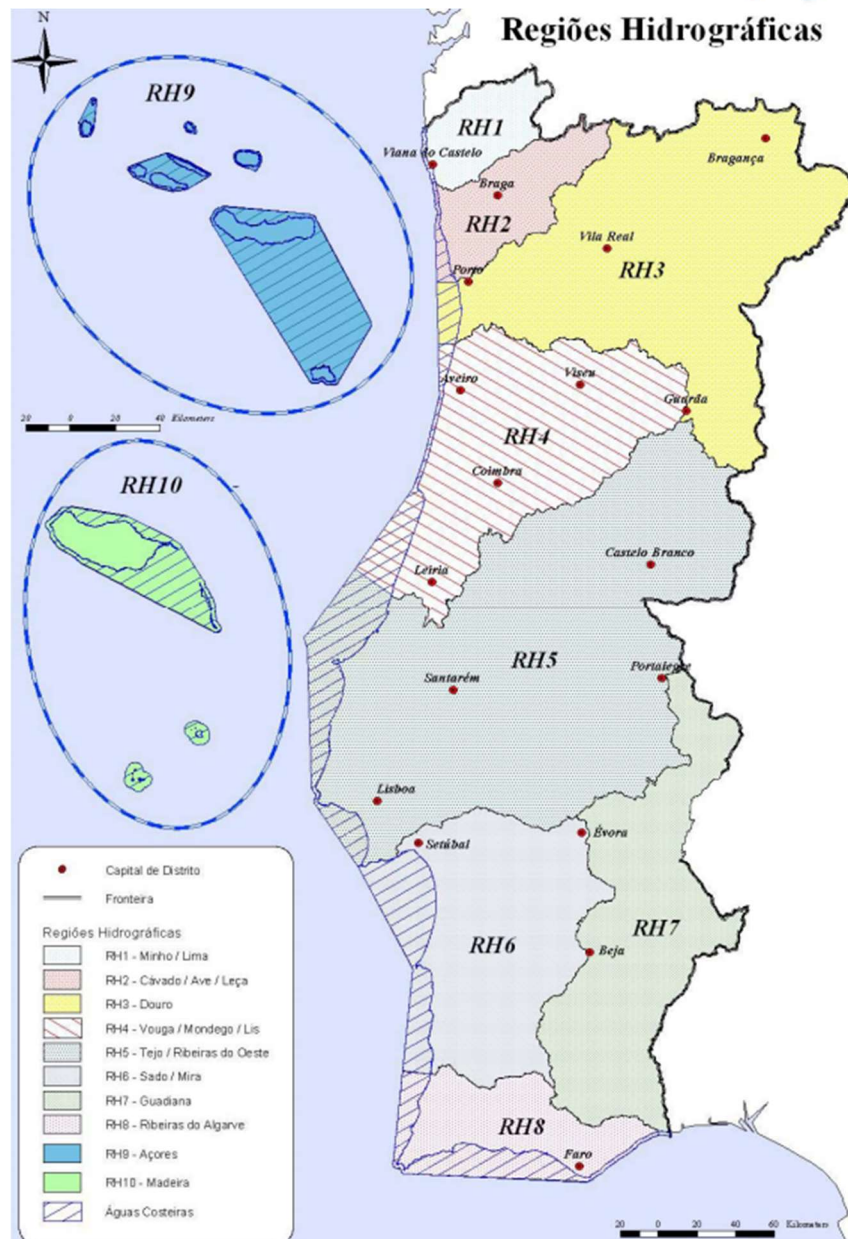 Regiões Hidrográficas
N
RH9
RH1
Viana do Castelo
Bragança
Braga
RH2
Vila Real
RH3
Porto
Aveiro
Viseu
Guarda
20 0 20 40 Kilometers
RH4
RH10
Coimbra
Castelo Branco
Leiria
RH5
Portalegre
Santarém
Lisboa
Setúbal
Évora
RH7
RH6
Beja
RH8
Faro
Capital de Distrito
Fronteira
Regiões Hidrográficas
RH1 - Minho / Lima
RH2 - Cávado / Ave / Leça
RH3 - Douro
RH4 - Vouga / Mondego / Lis
RH5 - Tejo / Ribeiras do Oeste
RH6 - Sado / Mira
RH7 - Guadiana
RH8 - Ribeiras do Algarve
RH9 - Açores
RH10 - Madeira
Águas Costeiras
20 0 20 40 60 Kilometers